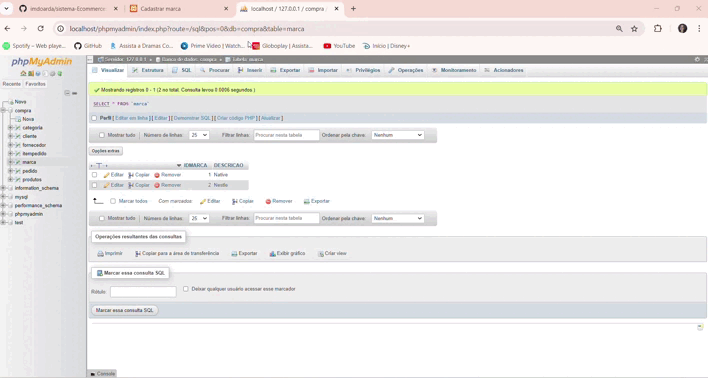 imdsarda/sistema-Ecommerce
Cadastrar marca
localhost / 127.0.0.1 / compra
localhost/phpmyadmin/index.php?route=/sql&pos=0&db=compra&table=marca
Spotify – Web playe...
GitHub
Assista a Dramas Co...
Prime Video | Watch...
Globoplay | Assista...
YouTube
Início | Disney+
phpMyAdmin
Recente Favoritos
Novo
compra
Nova
categoria
cliente
fornecedor
itempedido
marca
pedido
produtos
information_schema
mysql
performance_schema
phpmyadmin
test
Servidor: 127.0.0.1 » Banco de dados: compra » Tabela: marca
Visualizar Estrutura SQL Procurar Inserir Exportar Importar Privilégios Operações Monitoramento Acionadores
Mostrando registros 0 - 1 (2 no total, Consulta levou 0.0006 segundos.)
SELECT * FROM `marca`
Perfil [ Editar em linha ] [ Editar ] [ Demonstrar SQL ] [ Criar código PHP ] [ Atualizar ]
Mostrar tudo Número de linhas: 25 Filtrar linhas: Procurar nesta tabela Ordenar pela chave: Nenhum
Opções extras
IDMARCA DESCRICAO
Editar Copiar Remover 1 Native
Editar Copiar Remover 2 Nestle
Marcar todos Com marcados: Editar Copiar Remover Exportar
Mostrar tudo Número de linhas: 25 Filtrar linhas: Procurar nesta tabela Ordenar pela chave: Nenhum
Operações resultantes das consultas
Imprimir Copiar para a área de transferência Exportar Exibir gráfico Criar view
Marcar essa consulta SQL
Rótulo: Deixar qualquer usuário acessar esse marcador
Marcar essa consulta SQL
Console